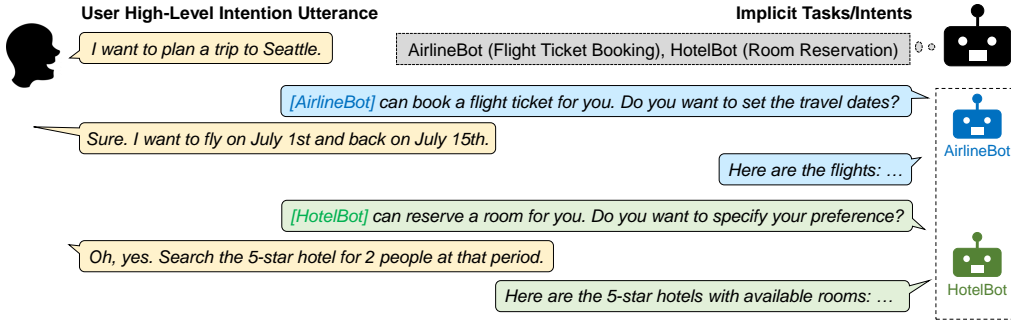 User High-Level Intention Utterance
Implicit Tasks/Intents
I want to plan a trip to Seattle.
AirlineBot (Flight Ticket Booking), HotelBot (Room Reservation)
[AirlineBot] can book a flight ticket for you. Do you want to set the travel dates?
Sure. I want to fly on July 1st and back on July 15th.
AirlineBot
Here are the flights: …
[HotelBot] can reserve a room for you. Do you want to specify your preference?
Oh, yes. Search the 5-star hotel for 2 people at that period.
HotelBot
Here are the 5-star hotels with available rooms: …